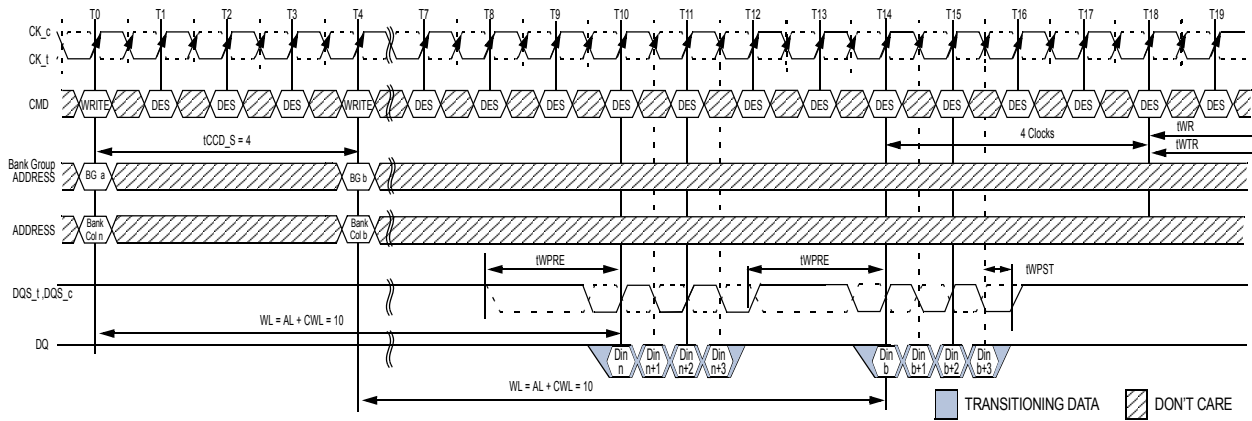 T0 T1 T2 T3 T4 T7 T8 T9 T10 T11 T12 T13 T14 T15 T16 T17 T18 T19
CK_c
CK_t
CMD WRITE DES DES DES WRITE DES DES DES DES DES DES DES DES DES DES DES DES DES
tCCD_S = 4
4 Clocks
tWR
tWTR
Bank Group
ADDRESS
BG a
BG b
ADDRESS
Bank
Col n
Bank
Col b
tWPRE
tWPRE
tWPST
DQS_t ,DQS_c
WL = AL + CWL = 10
DQ
Din
n
Din
n+1
Din
n+2
Din
n+3
Din
b
Din
b+1
Din
b+2
Din
b+3
WL = AL + CWL = 10
TRANSITIONING DATA
DON'T CARE